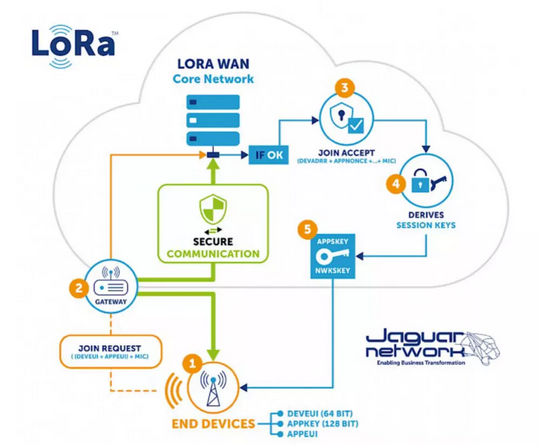 LoRa™
LORA WAN
Core Network
3
IF OK
JOIN ACCEPT
(DEVADRR + APPNONCE +...+ MIC)
4
DERIVES
SESSION KEYS
SECURE
COMMUNICATION
5
APPSKEY
NWKSKEY
2
GATEWAY
JOIN REQUEST
( (DEVEUI + APPEUI + MIC)
Jaguar
network
Enabling Business Transformation
1
END DEVICES
DEVEUI (64 BIT)
APPKEY (128 BIT)
APPEUI